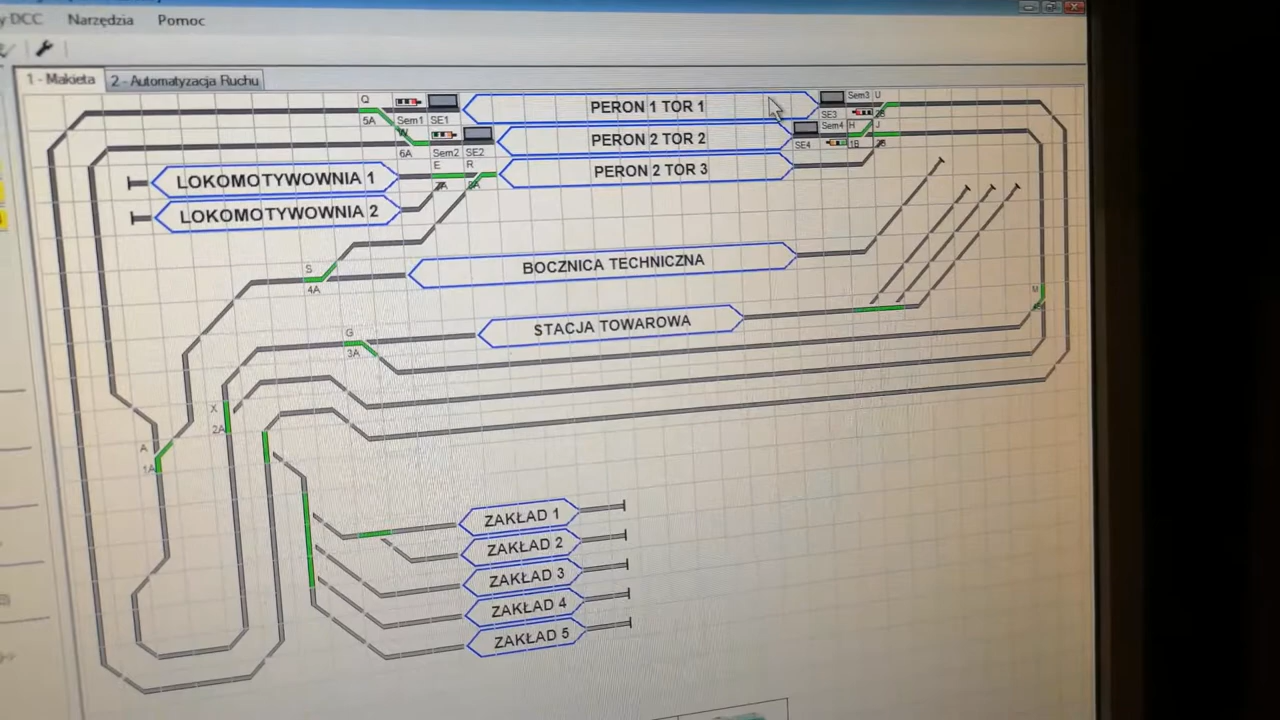 y DCC Narzędzia Pomoc
1 - Makieta 2 - Automatyzacja Ruchu
Q
5A Sem1 SE1
PERON 1 TOR 1
Sem3 U
SE3
W
6A Sem2 SE2
PERON 2 TOR 2
Sem4 H J
SE4 1B
E R
PERON 2 TOR 3
LOKOMOTYWOWNIA 1
LOKOMOTYWOWNIA 2
S
4A
BOCZNICA TECHNICZNA
G
3A
STACJA TOWAROWA
M
X
2A
A
1A
ZAKŁAD 1
ZAKŁAD 2
ZAKŁAD 3
ZAKŁAD 4
ZAKŁAD 5